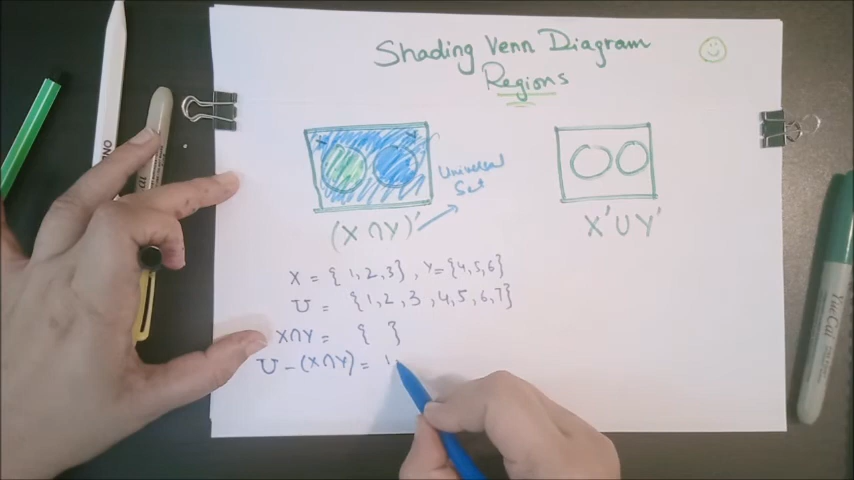 Shading Venn Diagram
Regions
X Y
Universal
Set
(X ∩ Y)'
X' ∪ Y'
X = { 1, 2, 3 } , Y = {4, 5, 6}
U = {1, 2, 3 , 4, 5, 6, 7}
X∩Y = { }
U - (X∩Y) =
YueCai